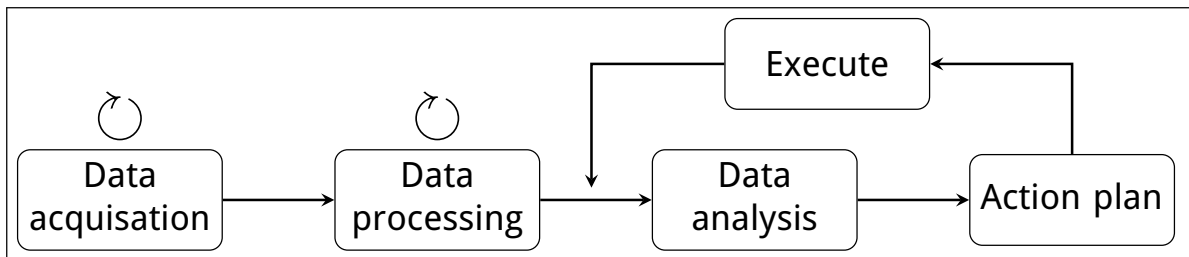 Execute
Data
acquisation
Data
processing
Data
analysis
Action plan